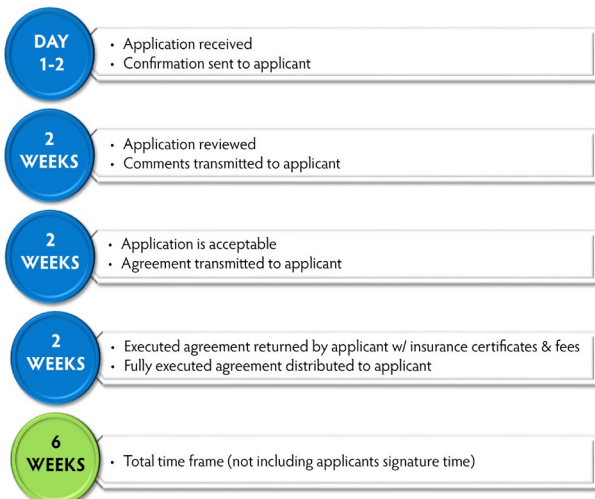 DAY
1-2
• Application received
• Confirmation sent to applicant
2
WEEKS
• Application reviewed
• Comments transmitted to applicant
2
WEEKS
• Application is acceptable
• Agreement transmitted to applicant
2
WEEKS
• Executed agreement returned by applicant w/ insurance certificates & fees
• Fully executed agreement distributed to applicant
6
WEEKS
• Total time frame (not including applicants signature time)